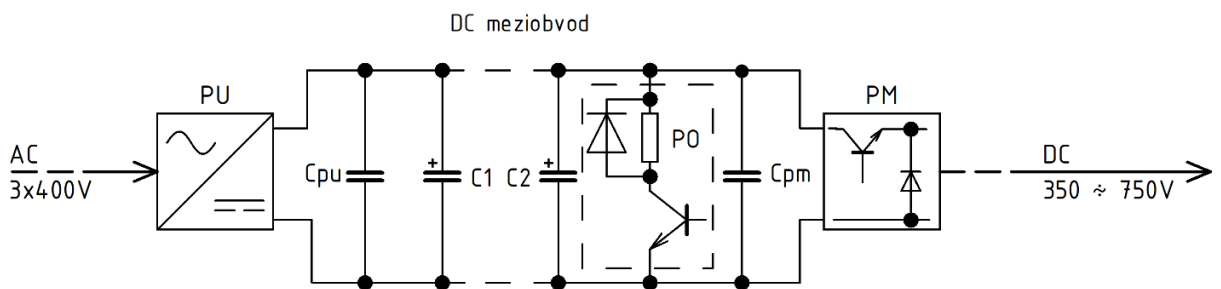 DC meziobvod
PU
PM
AC
3x400V
Cpu
+
C1
C2
+
PO
Cpm
DC
350 ≈ 750V